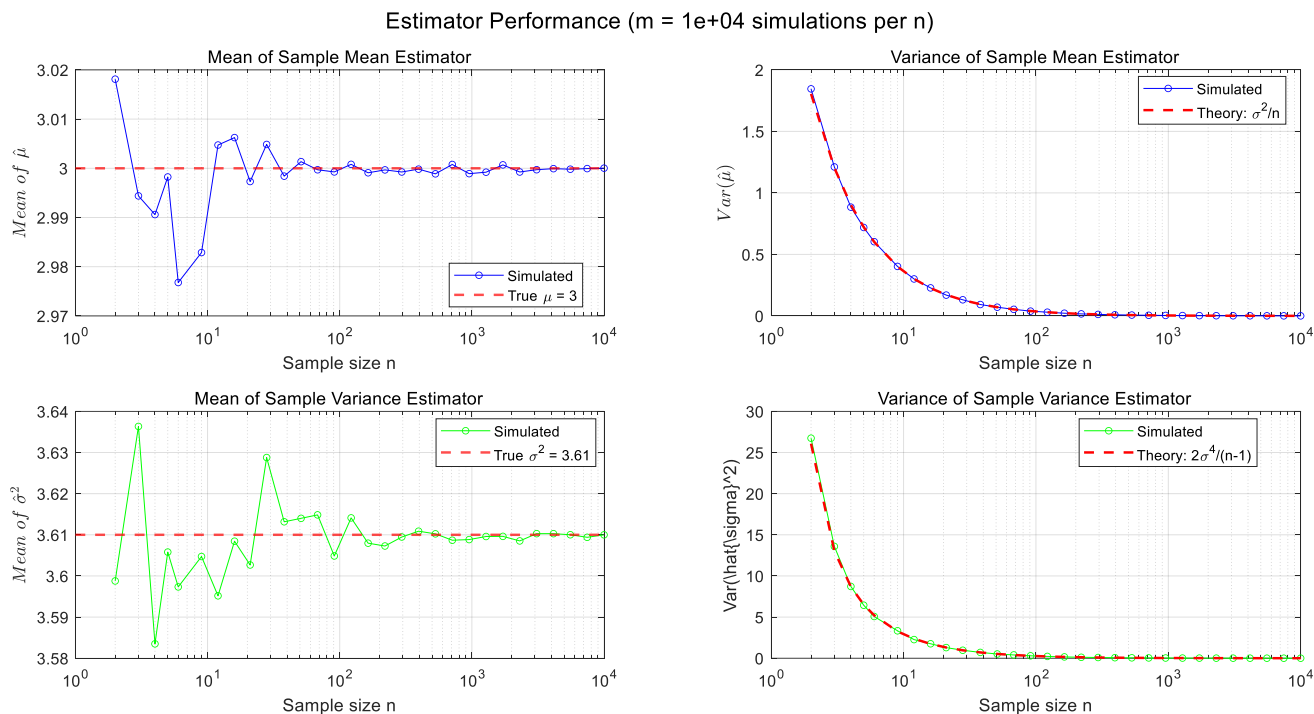 Estimator Performance (m = 1e+04 simulations per n)
Mean of Sample Mean Estimator
3.02
3.01
3
2.99
2.98
2.97
Mean of μ̂
10^0
10^1
10^2
10^3
10^4
Sample size n
Simulated
True μ = 3
Variance of Sample Mean Estimator
2
1.5
1
0.5
0
Var(μ̂)
10^0
10^1
10^2
10^3
10^4
Sample size n
Simulated
Theory: σ^2/n
Mean of Sample Variance Estimator
3.64
3.63
3.62
3.61
3.6
3.59
3.58
Mean of σ̂^2
10^0
10^1
10^2
10^3
10^4
Sample size n
Simulated
True σ^2 = 3.61
Variance of Sample Variance Estimator
30
25
20
15
10
5
0
Var(\hat{\sigma}^2)
10^0
10^1
10^2
10^3
10^4
Sample size n
Simulated
Theory: 2σ^4/(n-1)